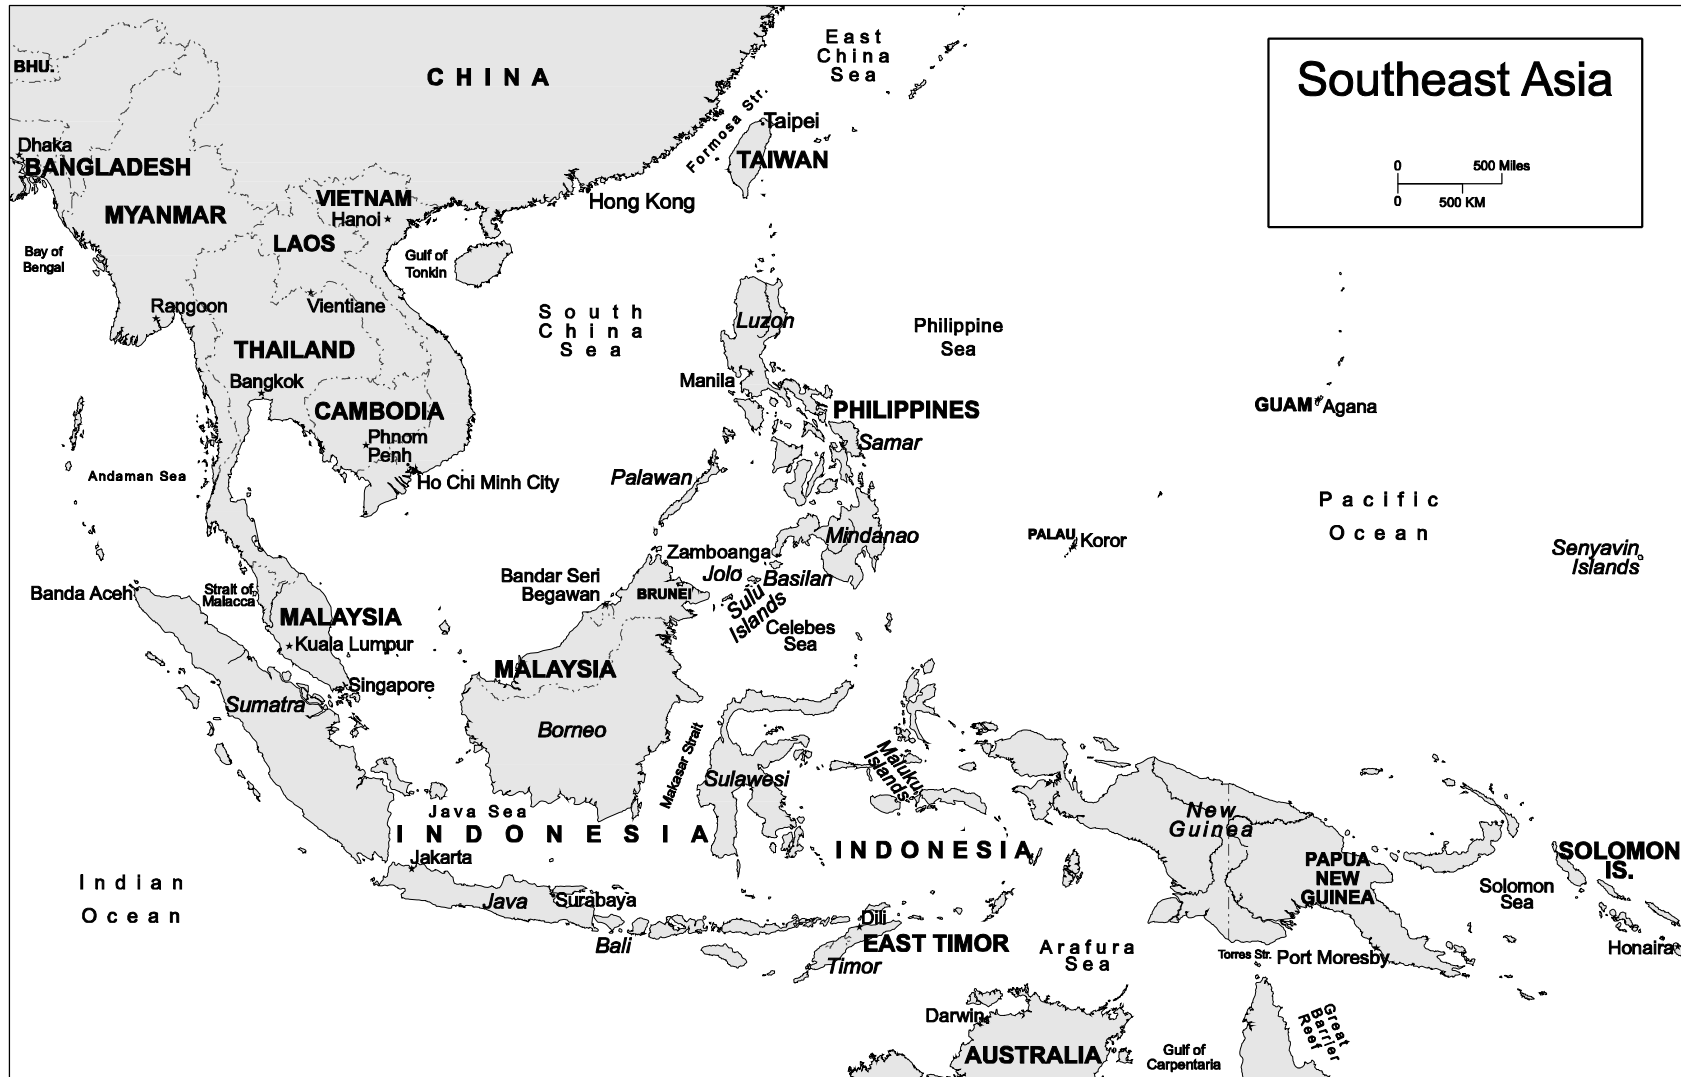 East
China
Sea
Southeast Asia
BHU.
CHINA
Formosa Str.
Taipei
TAIWAN
0
500 Miles
0
500 KM
Dhaka
BANGLADESH
VIETNAM
Hanoi
Hong Kong
MYANMAR
LAOS
Bay of
Bengal
Gulf of
Tonkin
Rangoon
Vientiane
South
China
Sea
Luzon
Philippine
Sea
THAILAND
Bangkok
Manila
CAMBODIA
Phnom
Penh
PHILIPPINES
Samar
GUAM
Agana
Andaman Sea
Ho Chi Minh City
Palawan
Pacific
Ocean
Mindanao
PALAU
Koror
Senyavin
Islands
Zamboanga
Jolo
Basilan
Bandar Seri
Begawan
BRUNEI
Sulu
Islands
Celebes
Sea
Banda Aceh
Strait of
Malacca
MALAYSIA
Kuala Lumpur
MALAYSIA
Singapore
Sumatra
Borneo
Makasar Strait
Sulawesi
Maluku
Islands
Java Sea
INDONESIA
INDONESIA
New
Guinea
PAPUA
NEW
GUINEA
SOLOMON
IS.
Solomon
Sea
Jakarta
Indian
Ocean
Java
Surabaya
Bali
Dili
EAST TIMOR
Timor
Arafura
Sea
Torres Str.
Port Moresby
Honaira
Darwin
AUSTRALIA
Gulf of
Carpentaria
Great
Barrier
Reef